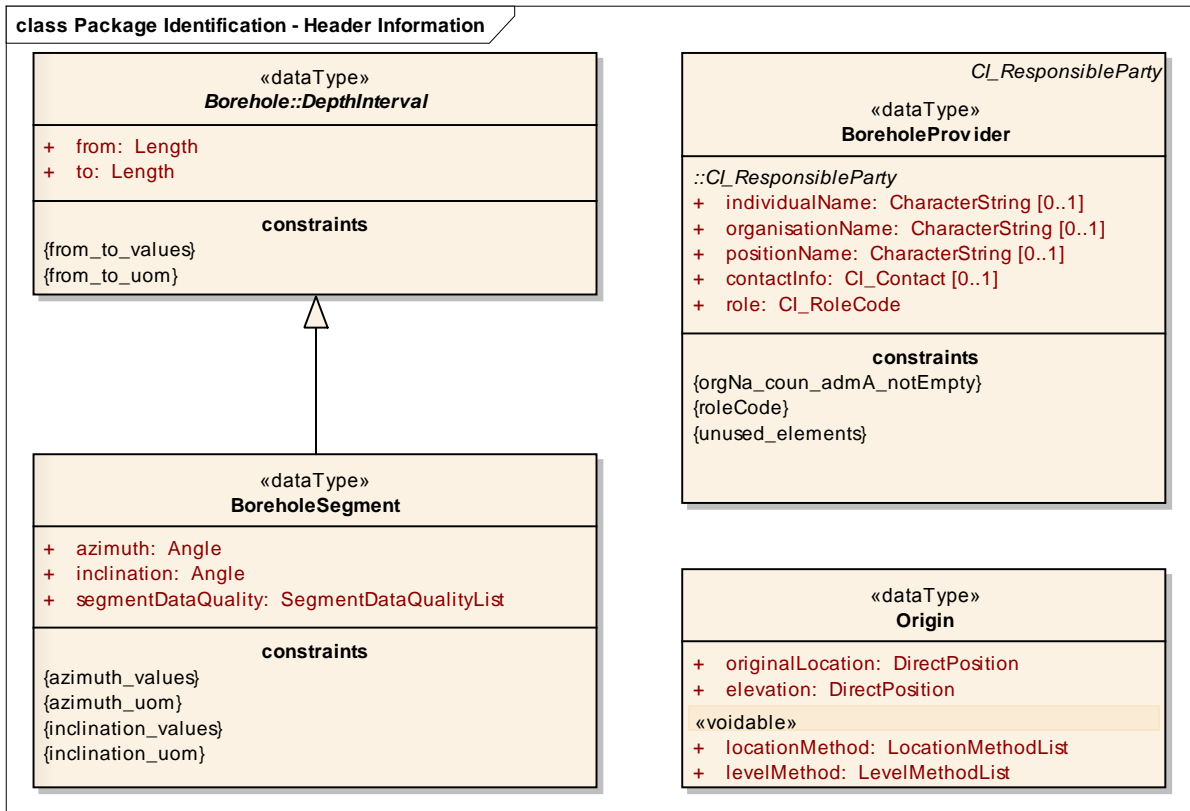 class Package Identification - Header Information
«dataType»
Borehole::DepthInterval
+ from: Length
+ to: Length
constraints
{from_to_values}
{from_to_uom}
CI_ResponsibleParty
«dataType»
BoreholeProvider
::CI_ResponsibleParty
+ individualName: CharacterString [0..1]
+ organisationName: CharacterString [0..1]
+ positionName: CharacterString [0..1]
+ contactInfo: CI_Contact [0..1]
+ role: CI_RoleCode
constraints
{orgNa_coun_admA_notEmpty}
{roleCode}
{unused_elements}
«dataType»
BoreholeSegment
+ azimuth: Angle
+ inclination: Angle
+ segmentDataQuality: SegmentDataQualityList
constraints
{azimuth_values}
{azimuth_uom}
{inclination_values}
{inclination_uom}
«dataType»
Origin
+ originalLocation: DirectPosition
+ elevation: DirectPosition
«voidable»
+ locationMethod: LocationMethodList
+ levelMethod: LevelMethodList